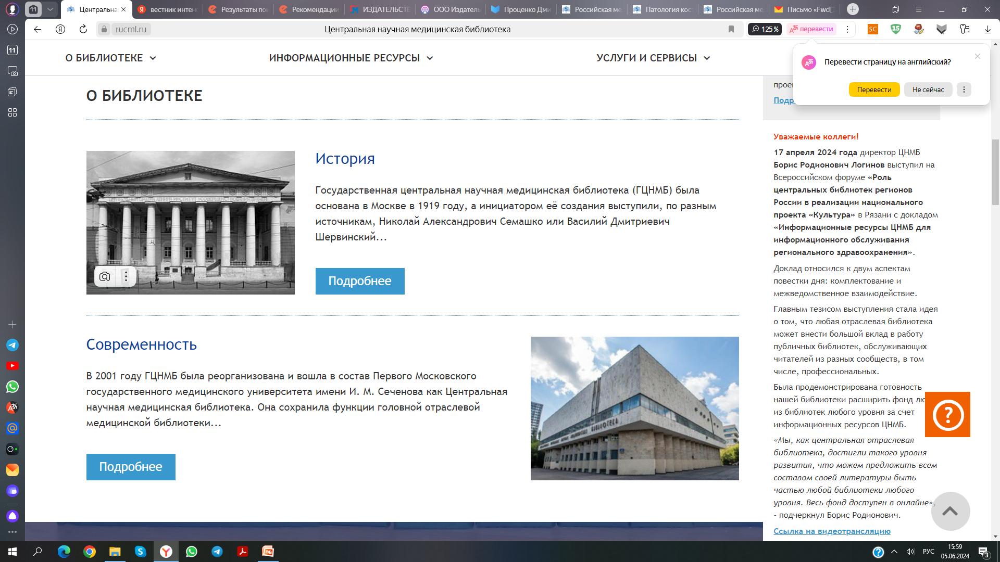 11
Центральна
вестник интен
Результаты пои
Рекомендации
ИЗДАТЕЛЬСТВ
ООО Издатель
Проценко Дми
Российская ме
Патология кос
Российская ме
Письмо «Fwd[
rucml.ru
Центральная научная медицинская библиотека
125 %
перевести
SC
15
11
О БИБЛИОТЕКЕ
ИНФОРМАЦИОННЫЕ РЕСУРСЫ
УСЛУГИ И СЕРВИСЫ
Перевести страницу на английский?
Перевести
Не сейчас
О БИБЛИОТЕКЕ
История
Государственная центральная научная медицинская библиотека (ГЦНМБ) была
основана в Москве в 1919 году, а инициатором её создания выступили, по разным
источникам, Николай Александрович Семашко или Василий Дмитриевич
Шервинский...
Подробнее
Современность
В 2001 году ГЦНМБ была реорганизована и вошла в состав Первого Московского
государственного медицинского университета имени И. М. Сеченова как Центральная
научная медицинская библиотека. Она сохранила функции головной отраслевой
медицинской библиотеки...
Подробнее
БИБЛИОТЕКА
прое
Подр
Уважаемые коллеги!
17 апреля 2024 года директор ЦНМБ
Борис Родионович Логинов выступил на
Всероссийском форуме «Роль
центральных библиотек регионов
России в реализации национального
проекта «Культура» в Рязани с докладом
«Информационные ресурсы ЦНМБ для
информационного обслуживания
регионального здравоохранения».
Доклад относился к двум аспектам
повестки дня: комплектование и
межведомственное взаимодействие.
Главным тезисом выступления стала идея
о том, что любая отраслевая библиотека
может внести большой вклад в работу
публичных библиотек, обслуживающих
читателей из разных сообществ, в том
числе, профессиональных.
Была продемонстрирована готовность
нашей библиотеки расширить фонд лю
из библиотек любого уровня за счет
информационных ресурсов ЦНМБ.
«Мы, как центральная отраслевая
библиотека, достигли такого уровня
развития, что можем предложить всем
составом своей литературы быть
частью любой библиотеки любого
уровня. Весь фонд доступен в онлайне»,
- подчеркнул Борис Родионович.
Ссылка на видеотрансляцию
РУС
15:59
05.06.2024
3